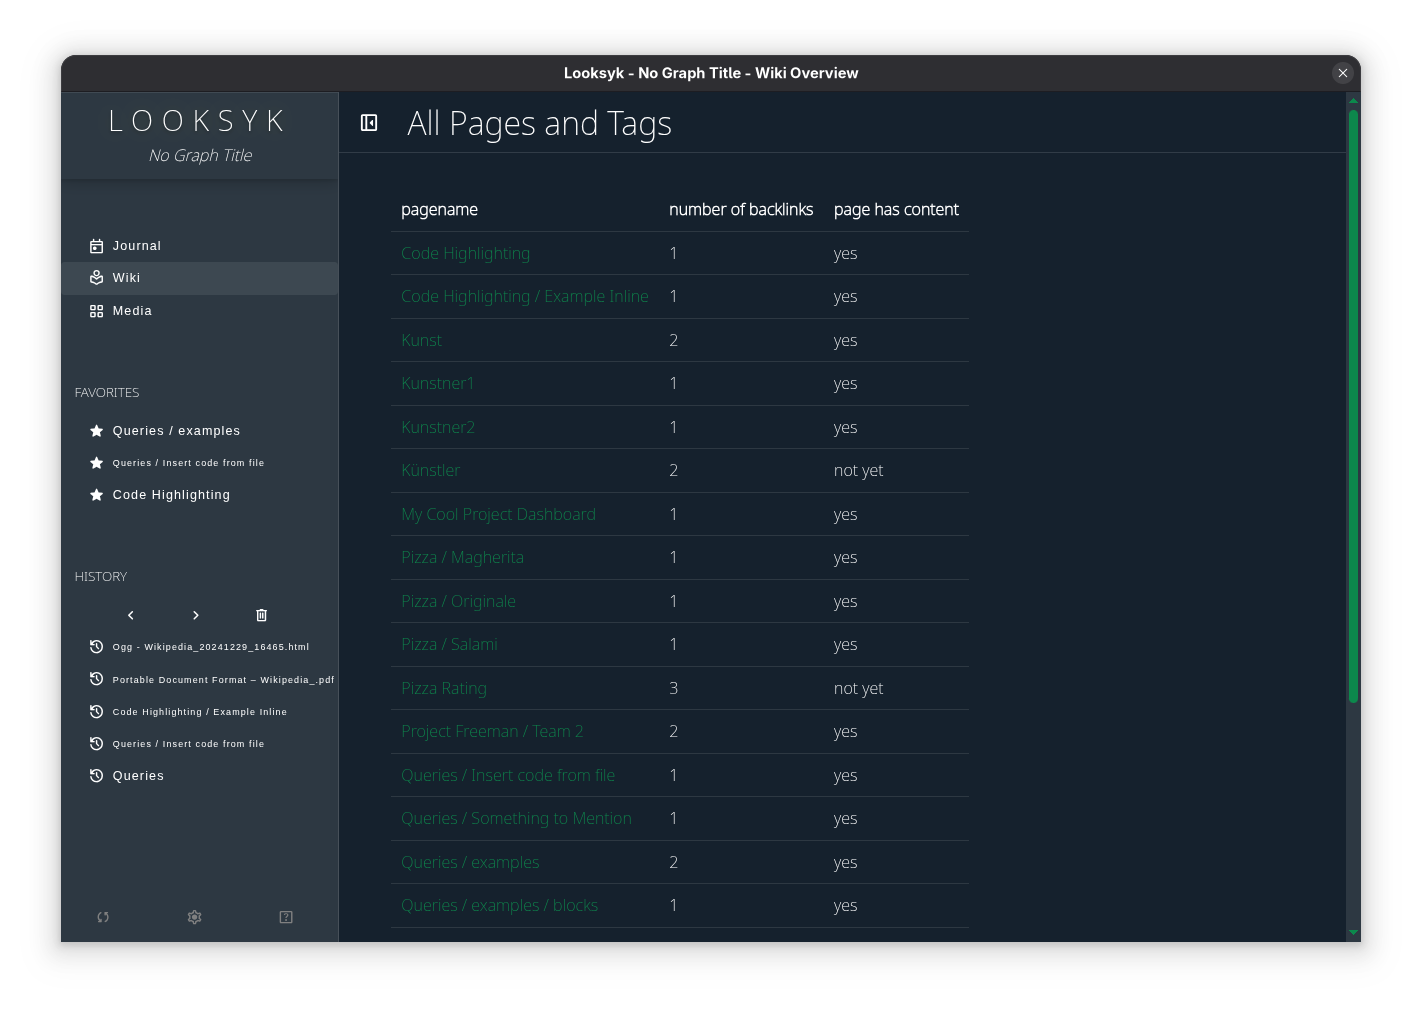 Looksyk - No Graph Title - Wiki Overview
LOOKSYK
No Graph Title
Journal
Wiki
Media
FAVORITES
Queries / examples
Queries / Insert code from file
Code Highlighting
HISTORY
Ogg - Wikipedia_20241229_16465.html
Portable Document Format – Wikipedia_.pdf
Code Highlighting / Example Inline
Queries / Insert code from file
Queries
All Pages and Tags
pagename number of backlinks page has content
Code Highlighting 1 yes
Code Highlighting / Example Inline 1 yes
Kunst 2 yes
Kunstner1 1 yes
Kunstner2 1 yes
Künstler 2 not yet
My Cool Project Dashboard 1 yes
Pizza / Magherita 1 yes
Pizza / Originale 1 yes
Pizza / Salami 1 yes
Pizza Rating 3 not yet
Project Freeman / Team 2 2 yes
Queries / Insert code from file 1 yes
Queries / Something to Mention 1 yes
Queries / examples 2 yes
Queries / examples / blocks 1 yes